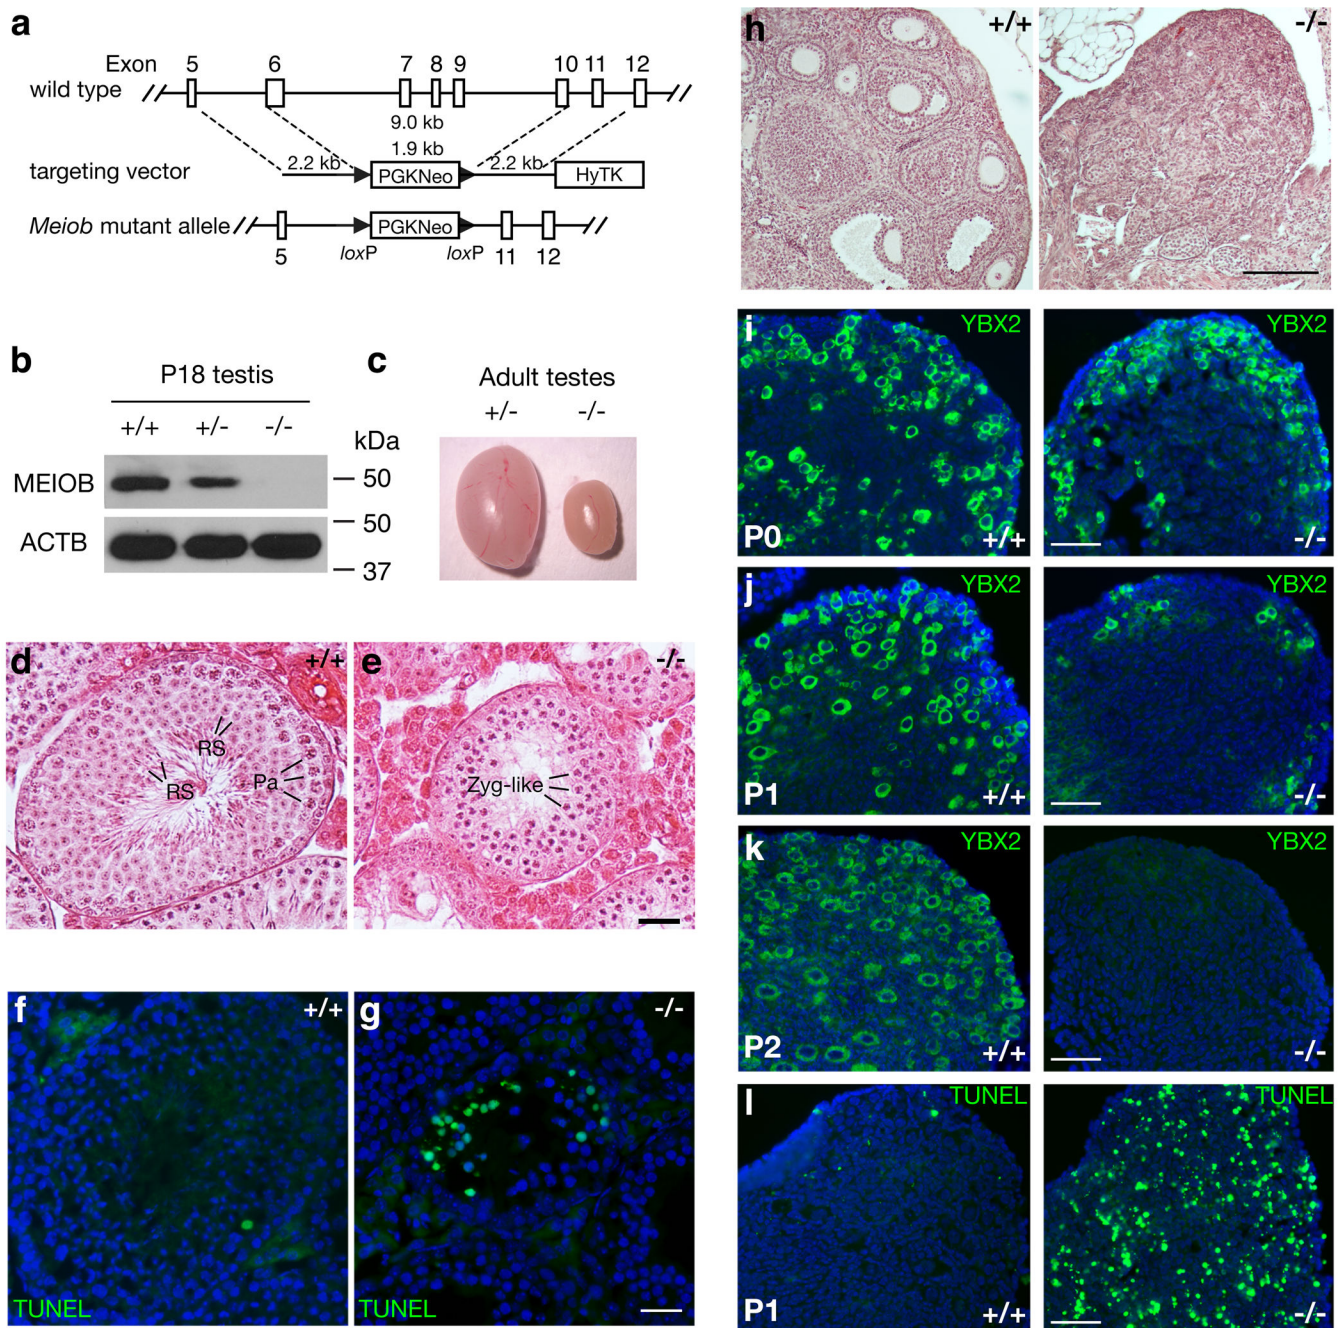 a
Exon
5 6 7 8 9 10 11 12
wild type
9.0 kb
1.9 kb
2.2 kb
2.2 kb
targeting vector
PGKNeo
HyTK
Meiob mutant allele
PGKNeo
5
loxP
loxP
11
12
b
P18 testis
+/+ +/- -/-
kDa
MEIOB
50
50
ACTB
37
c
Adult testes
+/- -/-
d
+/+
RS
RS
Pa
e
-/-
Zyg-like
f
+/+
TUNEL
g
-/-
TUNEL
h
+/+
-/-
i
YBX2
P0
+/+
YBX2
-/-
j
YBX2
P1
+/+
YBX2
-/-
k
YBX2
P2
+/+
YBX2
-/-
l
TUNEL
P1
+/+
TUNEL
-/-